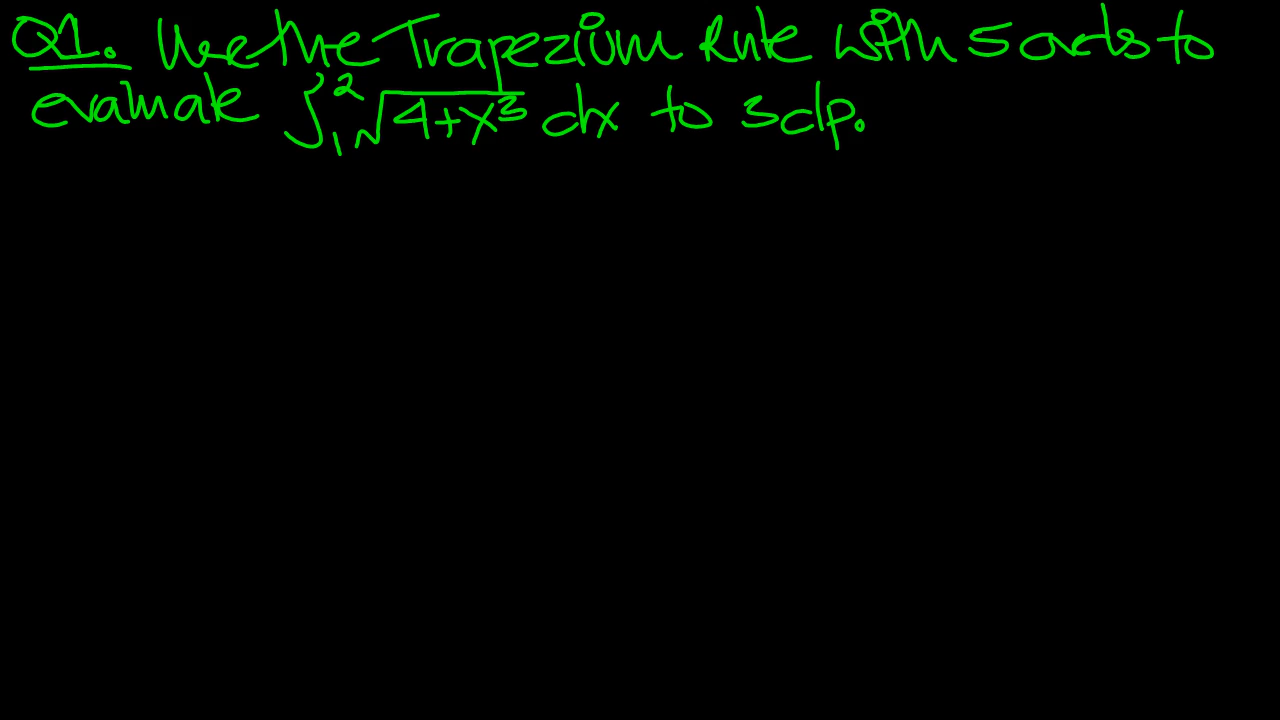 Q1. Use the Trapezium Rule with 5 ords to
evaluate ∫₁² √(4+x³) dx to 3dp.